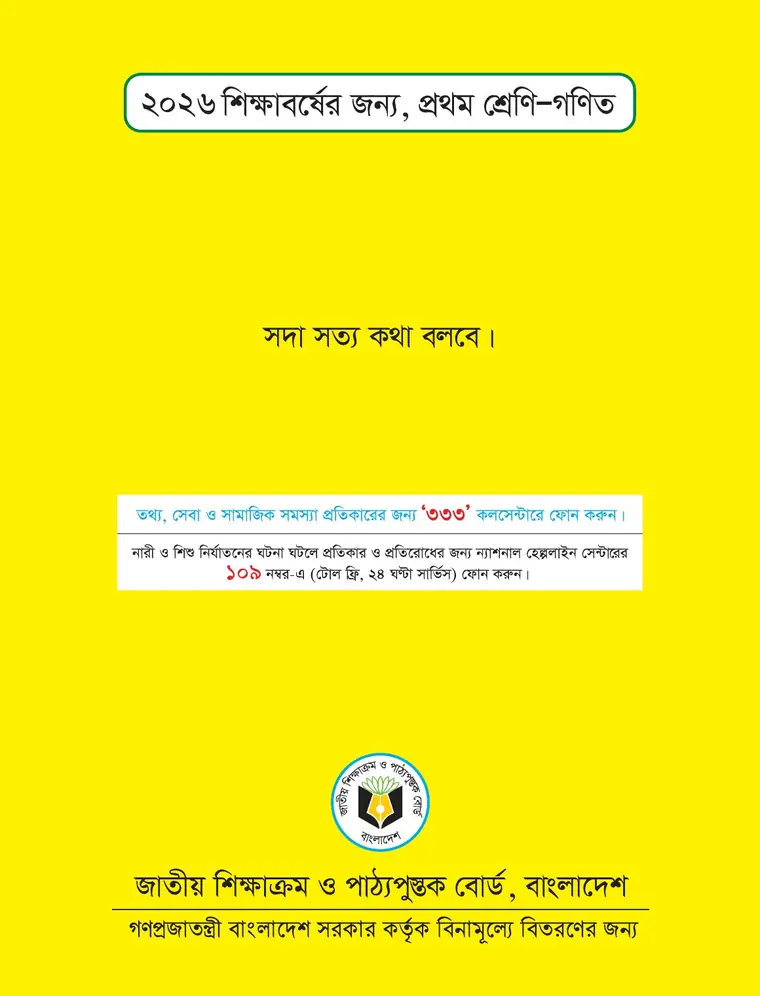 ২০২৬ শিক্ষাবর্ষের জন্য, প্রথম শ্রেণি-গণিত
সদা সত্য কথা বলবে।
তথ্য, সেবা ও সামাজিক সমস্যা প্রতিকারের জন্য ‘৩৩৩’ কলসেন্টারে ফোন করুন।
নারী ও শিশু নির্যাতনের ঘটনা ঘটলে প্রতিকার ও প্রতিরোধের জন্য ন্যাশনাল হেল্পলাইন সেন্টারের
১০৯ নম্বর-এ (টোল ফ্রি, ২৪ ঘণ্টা সার্ভিস) ফোন করুন।
জাতীয় শিক্ষাক্রম ও পাঠ্যপুস্তক বোর্ড
বাংলাদেশ
জাতীয় শিক্ষাক্রম ও পাঠ্যপুস্তক বোর্ড, বাংলাদেশ
গণপ্রজাতন্ত্রী বাংলাদেশ সরকার কর্তৃক বিনামূল্যে বিতরণের জন্য